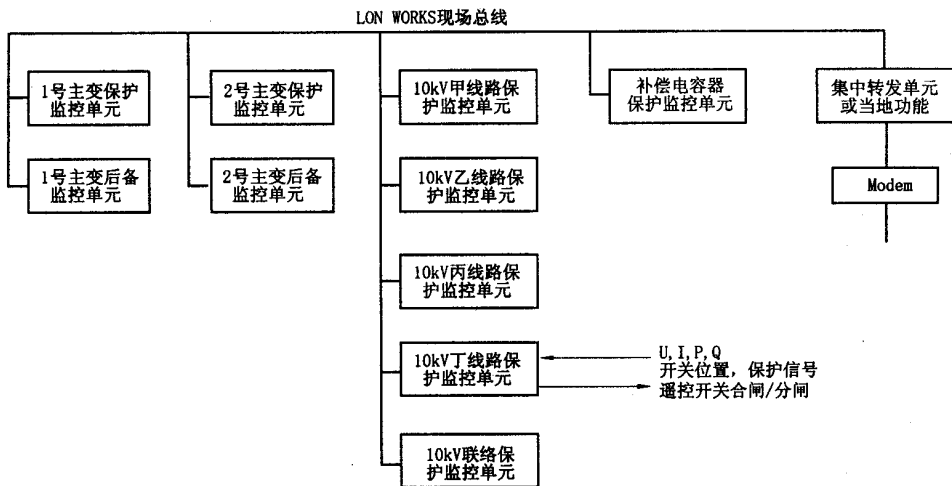 LON WORKS现场总线
1号主变保护
监控单元
2号主变保护
监控单元
10kV甲线路保
护监控单元
补偿电容器
保护监控单元
集中转发单元
或当地功能
1号主变后备
监控单元
2号主变后备
监控单元
10kV乙线路保
护监控单元
Modem
10kV丙线路保
护监控单元
10kV丁线路保
护监控单元
U,I,P,Q
开关位置，保护信号
遥控开关合闸/分闸
10kV联络保
护监控单元